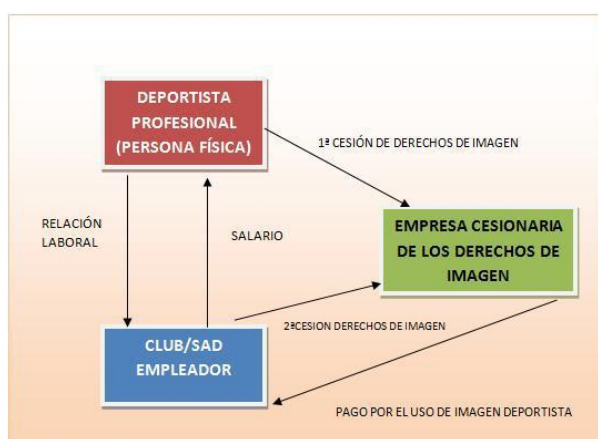 DEPORTISTA
PROFESIONAL
(PERSONA FÍSICA)
1ª CESIÓN DE DERECHOS DE IMAGEN
RELACIÓN
LABORAL
SALARIO
EMPRESA CESIONARIA
DE LOS DERECHOS DE
IMAGEN
2ªCESION DERECHOS DE IMAGEN
CLUB/SAD
EMPLEADOR
PAGO POR EL USO DE IMAGEN DEPORTISTA